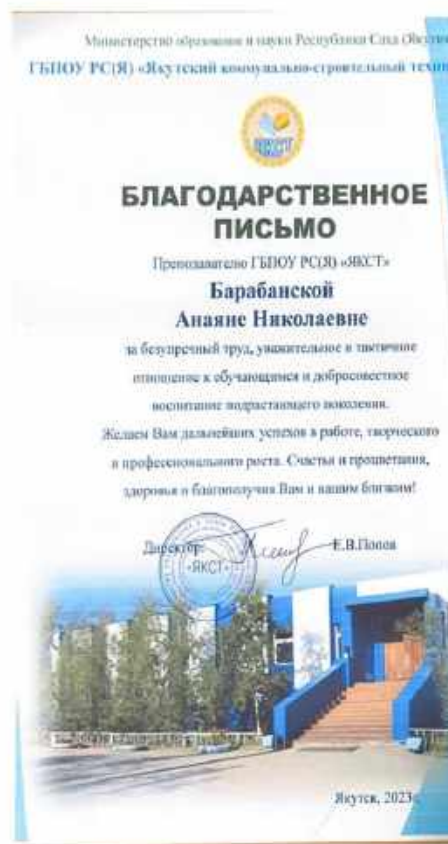 Министерство образования и науки Республики Саха (Якутия
ГБПОУ РС(Я) «Якутский коммунально-строительный техн
ЯКСТ
БЛАГОДАРСТВЕННОЕ
ПИСЬМО
Преподавателю ГБПОУ РС(Я) «ЯКСТ»
Барабанской
Анаяне Николаевне
за безупречный труд, уважительное и тактичное
отношение к обучающимся и добросовестное
воспитание подрастающего поколения.
Желаем Вам дальнейших успехов в работе, творческого
и профессионального роста. Счастья и процветания,
здоровья и благополучия Вам и вашим близким!
Директор: Е.В.Попов
«ЯКСТ»
Якутск, 2023г